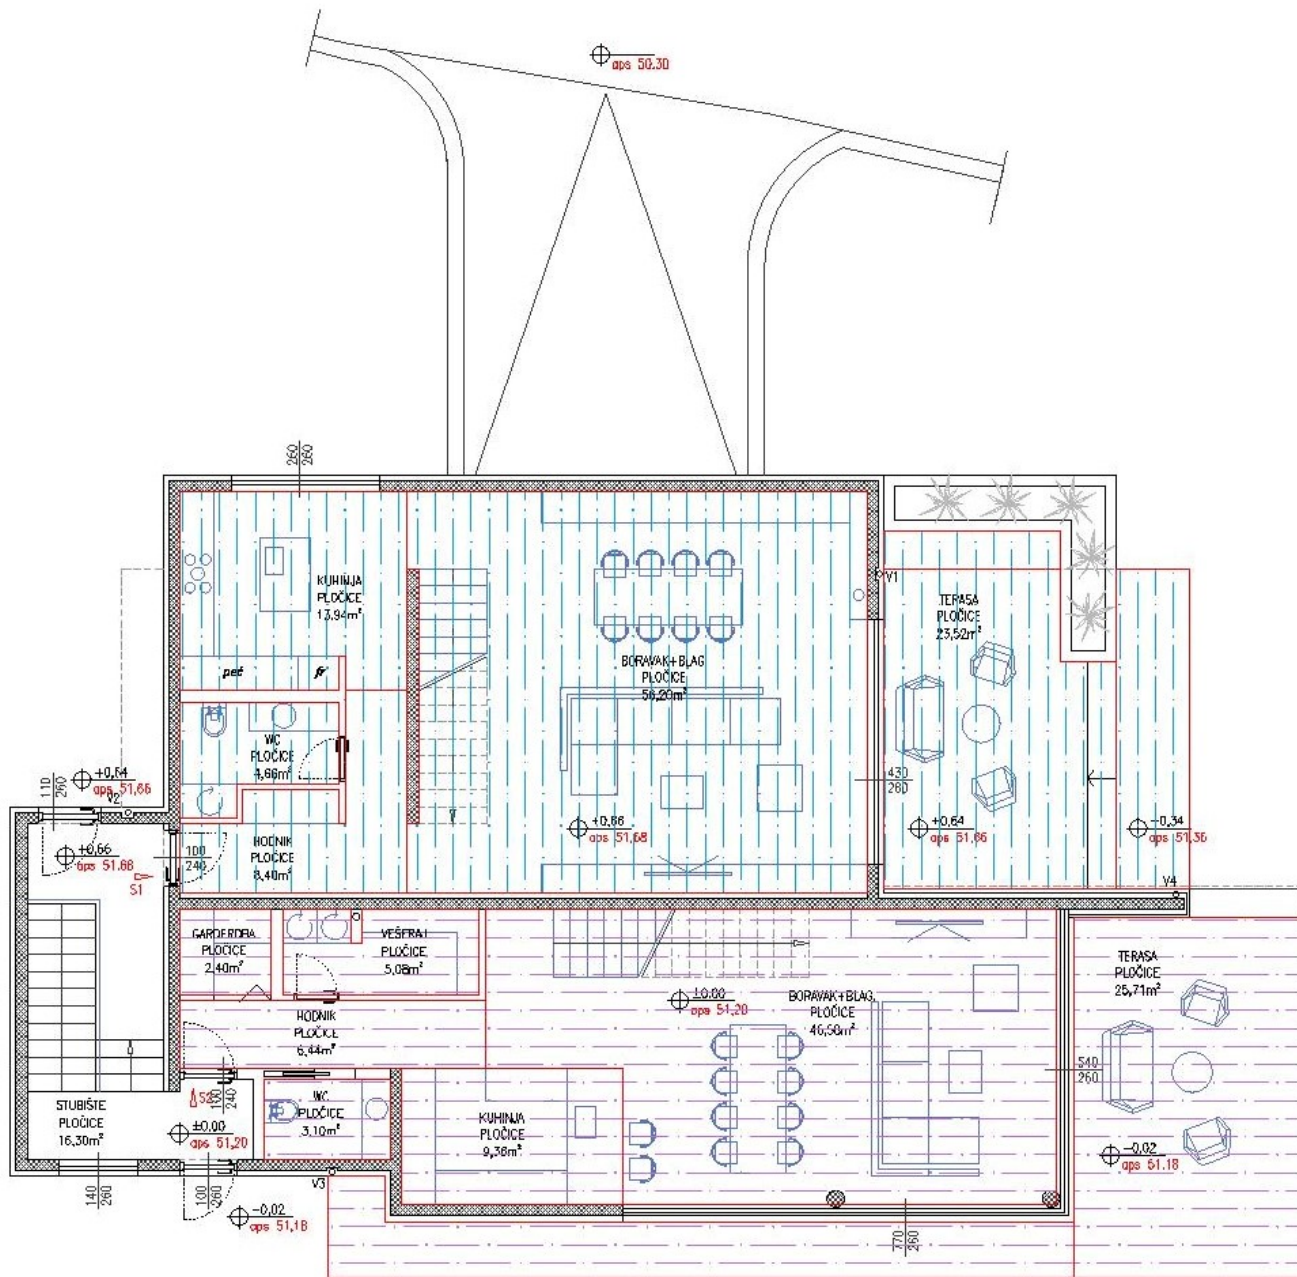 aps 50.30
260
260
KUHINJA
PLOČICE
13,94m²
peć
fr
V1
TERASA
PLOČICE
23,52m²
BORAVAK+BLAG
PLOČICE
56,20m²
WC
PLOČICE
4,66m²
+0,64
aps 51,66
V2
110
260
430
260
+0,66
aps 51,68
+0,64
aps 51,66
-0,34
aps 51,36
+0,66
aps 51.68
100
240
S1
HODNIK
PLOČICE
8,40m²
V4
GARDEROBA
PLOČICE
2,40m²
VEŠERAJ
PLOČICE
5,08m²
TERASA
PLOČICE
25,71m²
±0.00
aps 51,20
BORAVAK+BLAG.
PLOČICE
HODNIK
PLOČICE
6,44m²
540
260
S2
100
240
STUBIŠTE
PLOČICE
16,30m²
WC
PLOČICE
3,10m²
KUHINJA
PLOČICE
9,36m²
±0.00
aps 51,20
-0,02
aps 51.18
140
260
100
260
V3
-0,02
aps 51,18
770
260